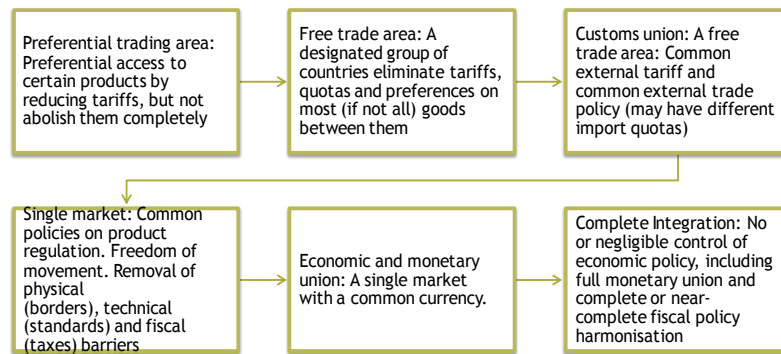 Preferential trading area:
Preferential access to
certain products by
reducing tariffs, but not
abolish them completely
Free trade area: A
designated group of
countries eliminate tariffs,
quotas and preferences on
most (if not all) goods
between them
Customs union: A free
trade area: Common
external tariff and
common external trade
policy (may have different
import quotas)
Single market: Common
policies on product
regulation. Freedom of
movement. Removal of
physical
(borders), technical
(standards) and fiscal
(taxes) barriers
Economic and monetary
union: A single market
with a common currency.
Complete Integration: No
or negligible control of
economic policy, including
full monetary union and
complete or near-
complete fiscal policy
harmonisation